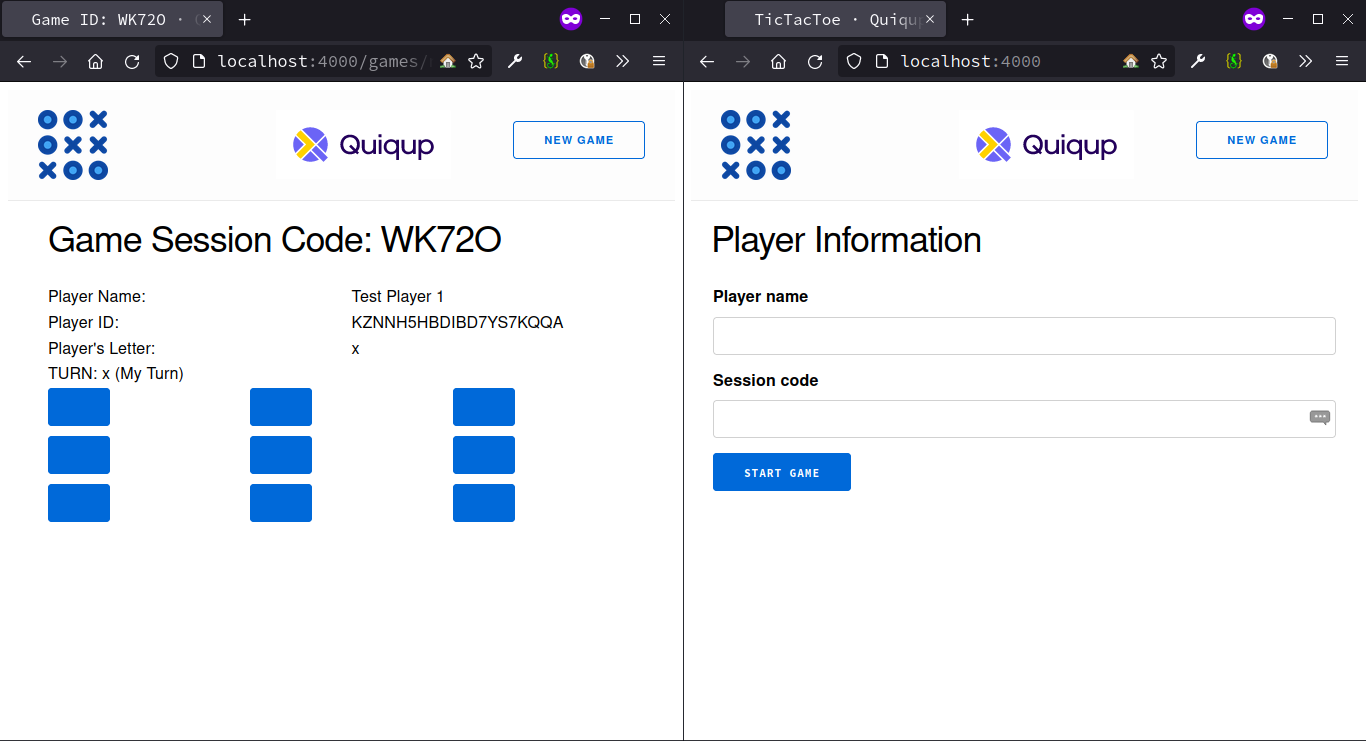 Game ID: WK72O ·
localhost:4000/games/
Quiqup
NEW GAME
Game Session Code: WK72O
Player Name: Test Player 1
Player ID: KZNNH5HBDIBD7YS7KQQA
Player's Letter: x
TURN: x (My Turn)
TicTacToe · Quiqup
localhost:4000
Quiqup
NEW GAME
Player Information
Player name
Session code
START GAME